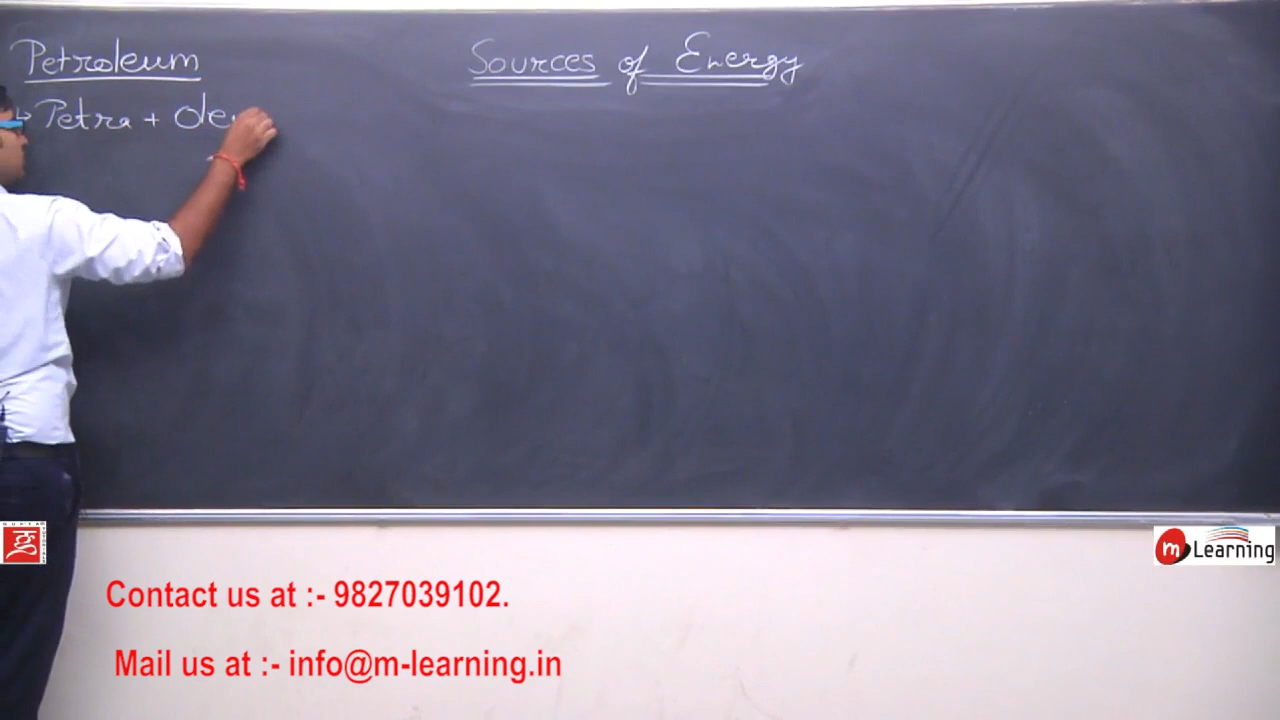 Petroleum
Sources of Energy
Petra + Ole
m Learning
Contact us at :- 9827039102.
Mail us at :- info@m-learning.in